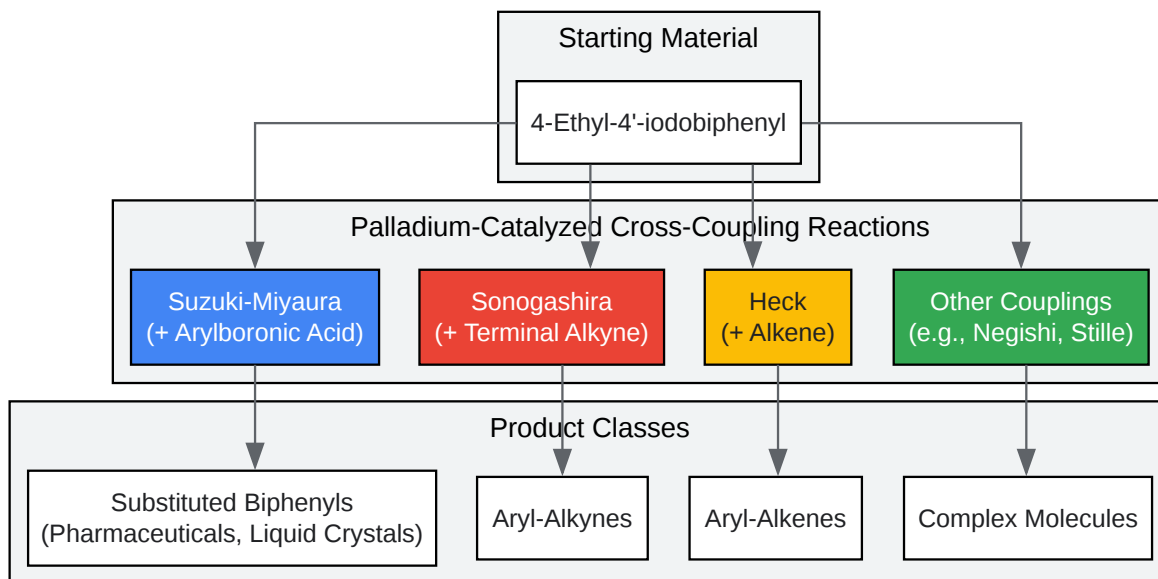 Starting Material
4-Ethyl-4'-iodobiphenyl
Palladium-Catalyzed Cross-Coupling Reactions
Suzuki-Miyaura
(+ Arylboronic Acid)
Sonogashira
(+ Terminal Alkyne)
Heck
(+ Alkene)
Other Couplings
(e.g., Negishi, Stille)
Product Classes
Substituted Biphenyls
(Pharmaceuticals, Liquid Crystals)
Aryl-Alkynes
Aryl-Alkenes
Complex Molecules